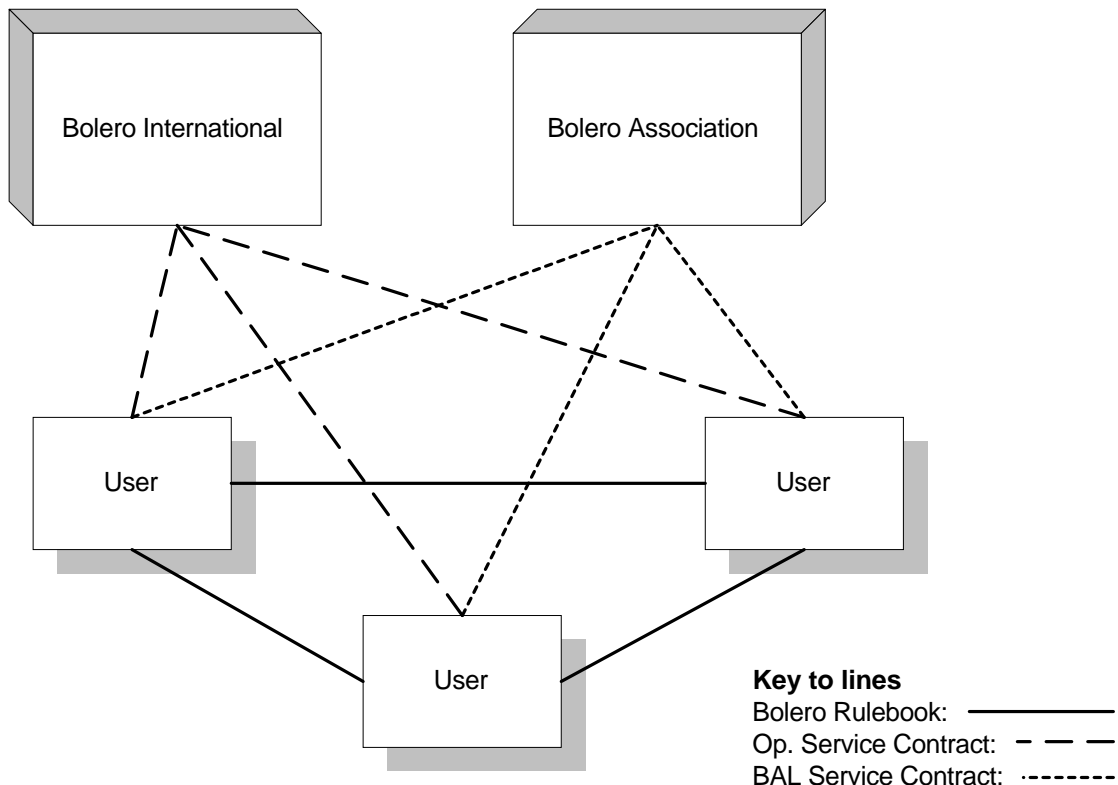 Bolero International
Bolero Association
User
User
User
Key to lines
Bolero Rulebook:
Op. Service Contract:
BAL Service Contract: